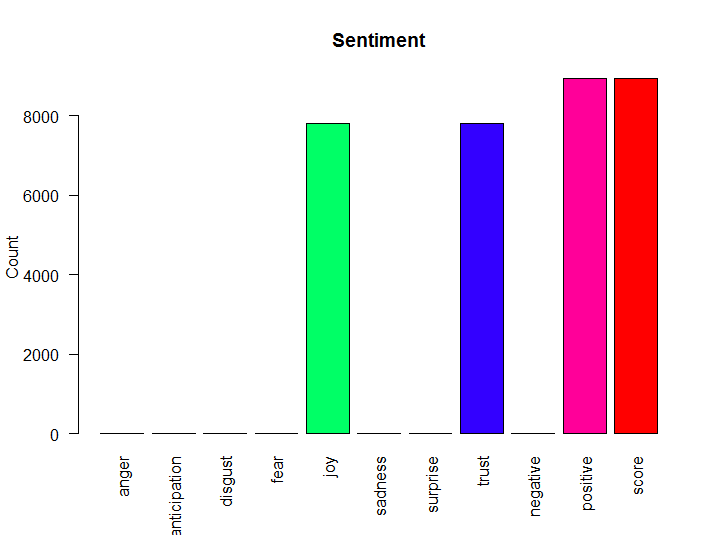 Sentiment
Count
8000
6000
4000
2000
0
anger
anticipation
disgust
fear
joy
sadness
surprise
trust
negative
positive
score